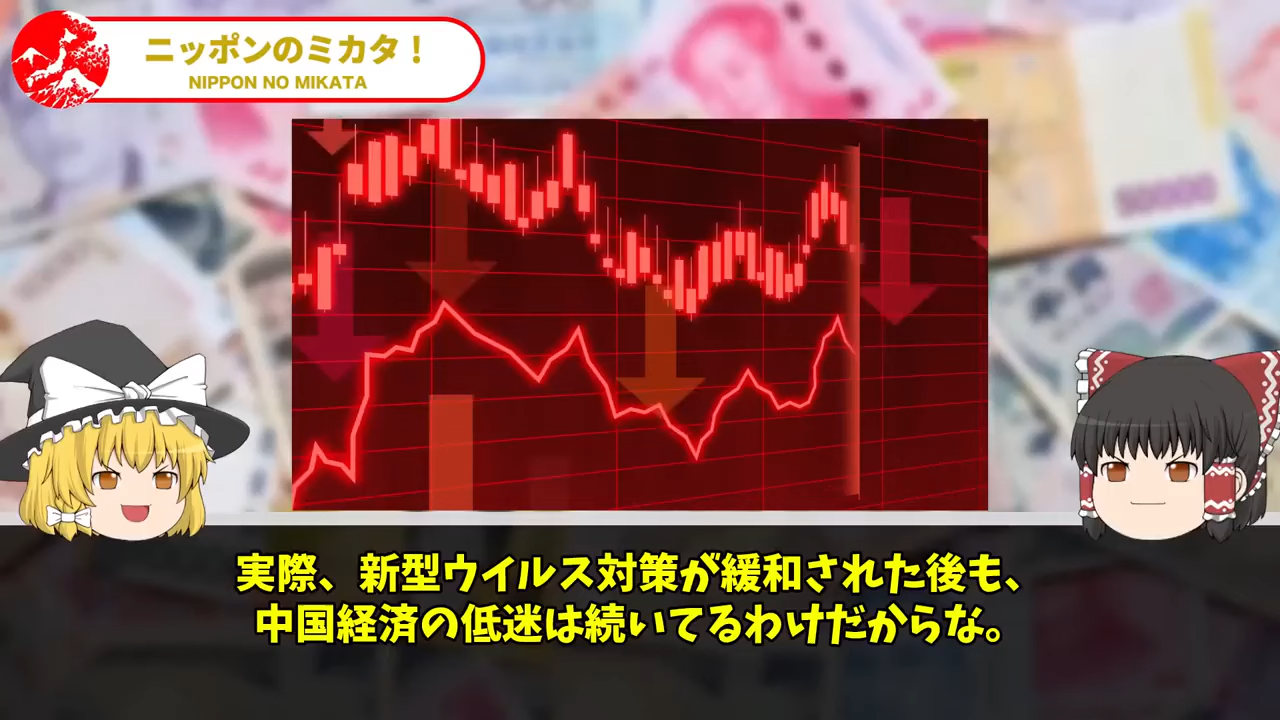 ニッポンのミカタ！
NIPPON NO MIKATA
500000
実際、新型ウイルス対策が緩和された後も、
中国経済の低迷は続いてるわけだからな。